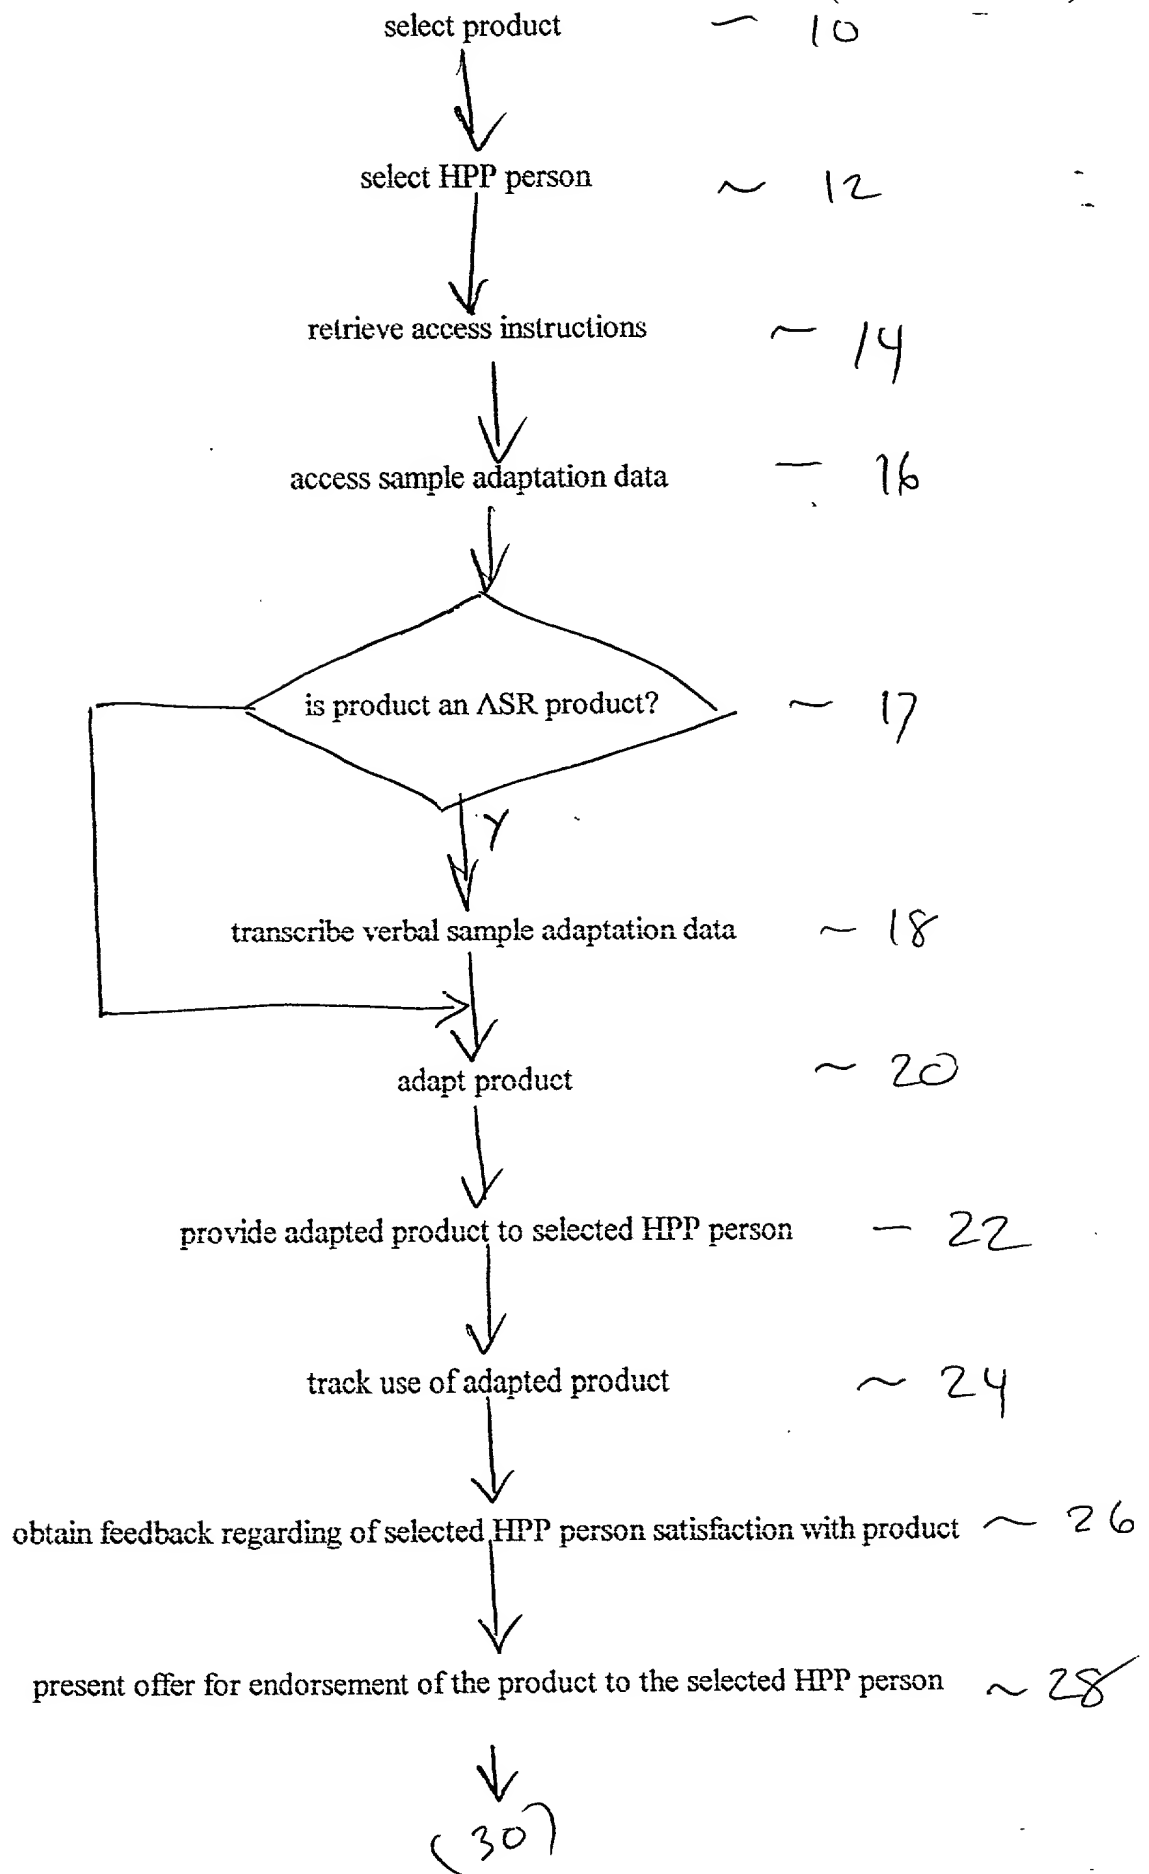 select product ~ 10
select HPP person ~ 12
retrieve access instructions ~ 14
access sample adaptation data — 16
is product an ASR product? ~ 17
Y
transcribe verbal sample adaptation data ~ 18
adapt product ~ 20
provide adapted product to selected HPP person — 22
track use of adapted product ~ 24
obtain feedback regarding of selected HPP person satisfaction with product ~ 26
present offer for endorsement of the product to the selected HPP person ~ 28
(30)